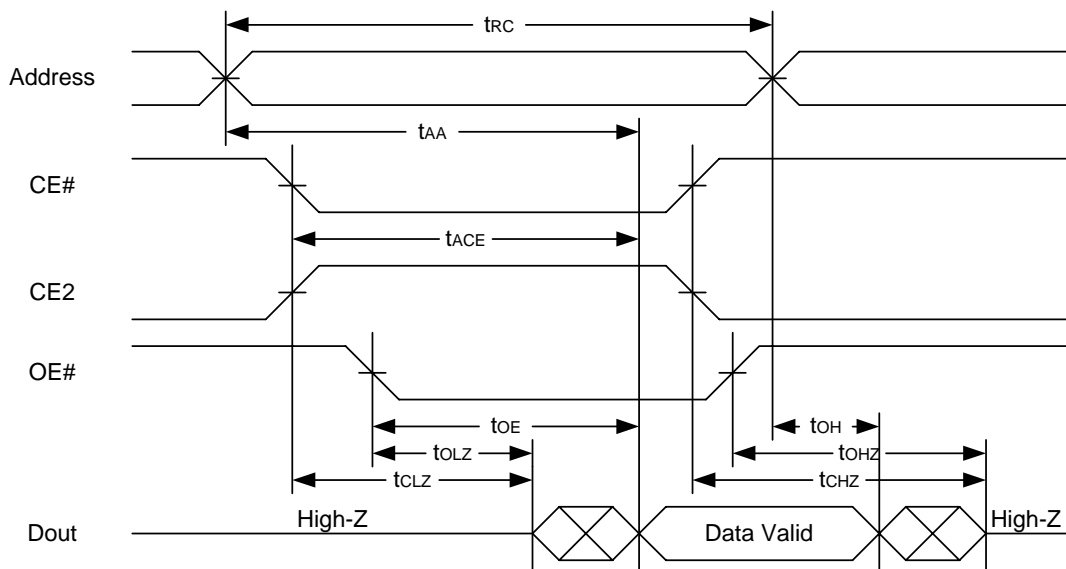 tRC
Address
tAA
CE#
tACE
CE2
OE#
tOE
tOH
tOLZ
tOHZ
tCLZ
tCHZ
High-Z
Data Valid
High-Z
Dout